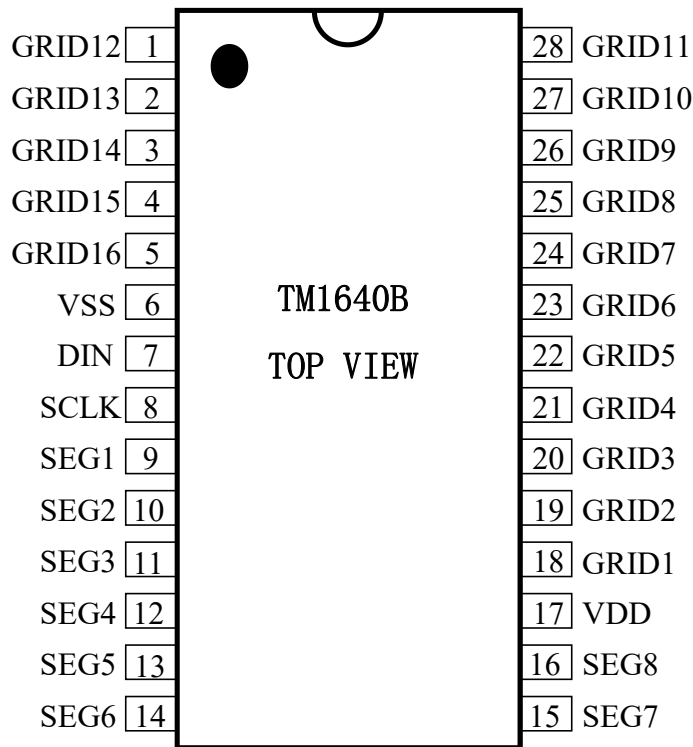 GRID12 1 28 GRID11
GRID13 2 27 GRID10
GRID14 3 26 GRID9
GRID15 4 25 GRID8
GRID16 5 24 GRID7
VSS 6 23 GRID6
TM1640B
DIN 7 22 GRID5
TOP VIEW
SCLK 8 21 GRID4
SEG1 9 20 GRID3
SEG2 10 19 GRID2
SEG3 11 18 GRID1
SEG4 12 17 VDD
SEG5 13 16 SEG8
SEG6 14 15 SEG7